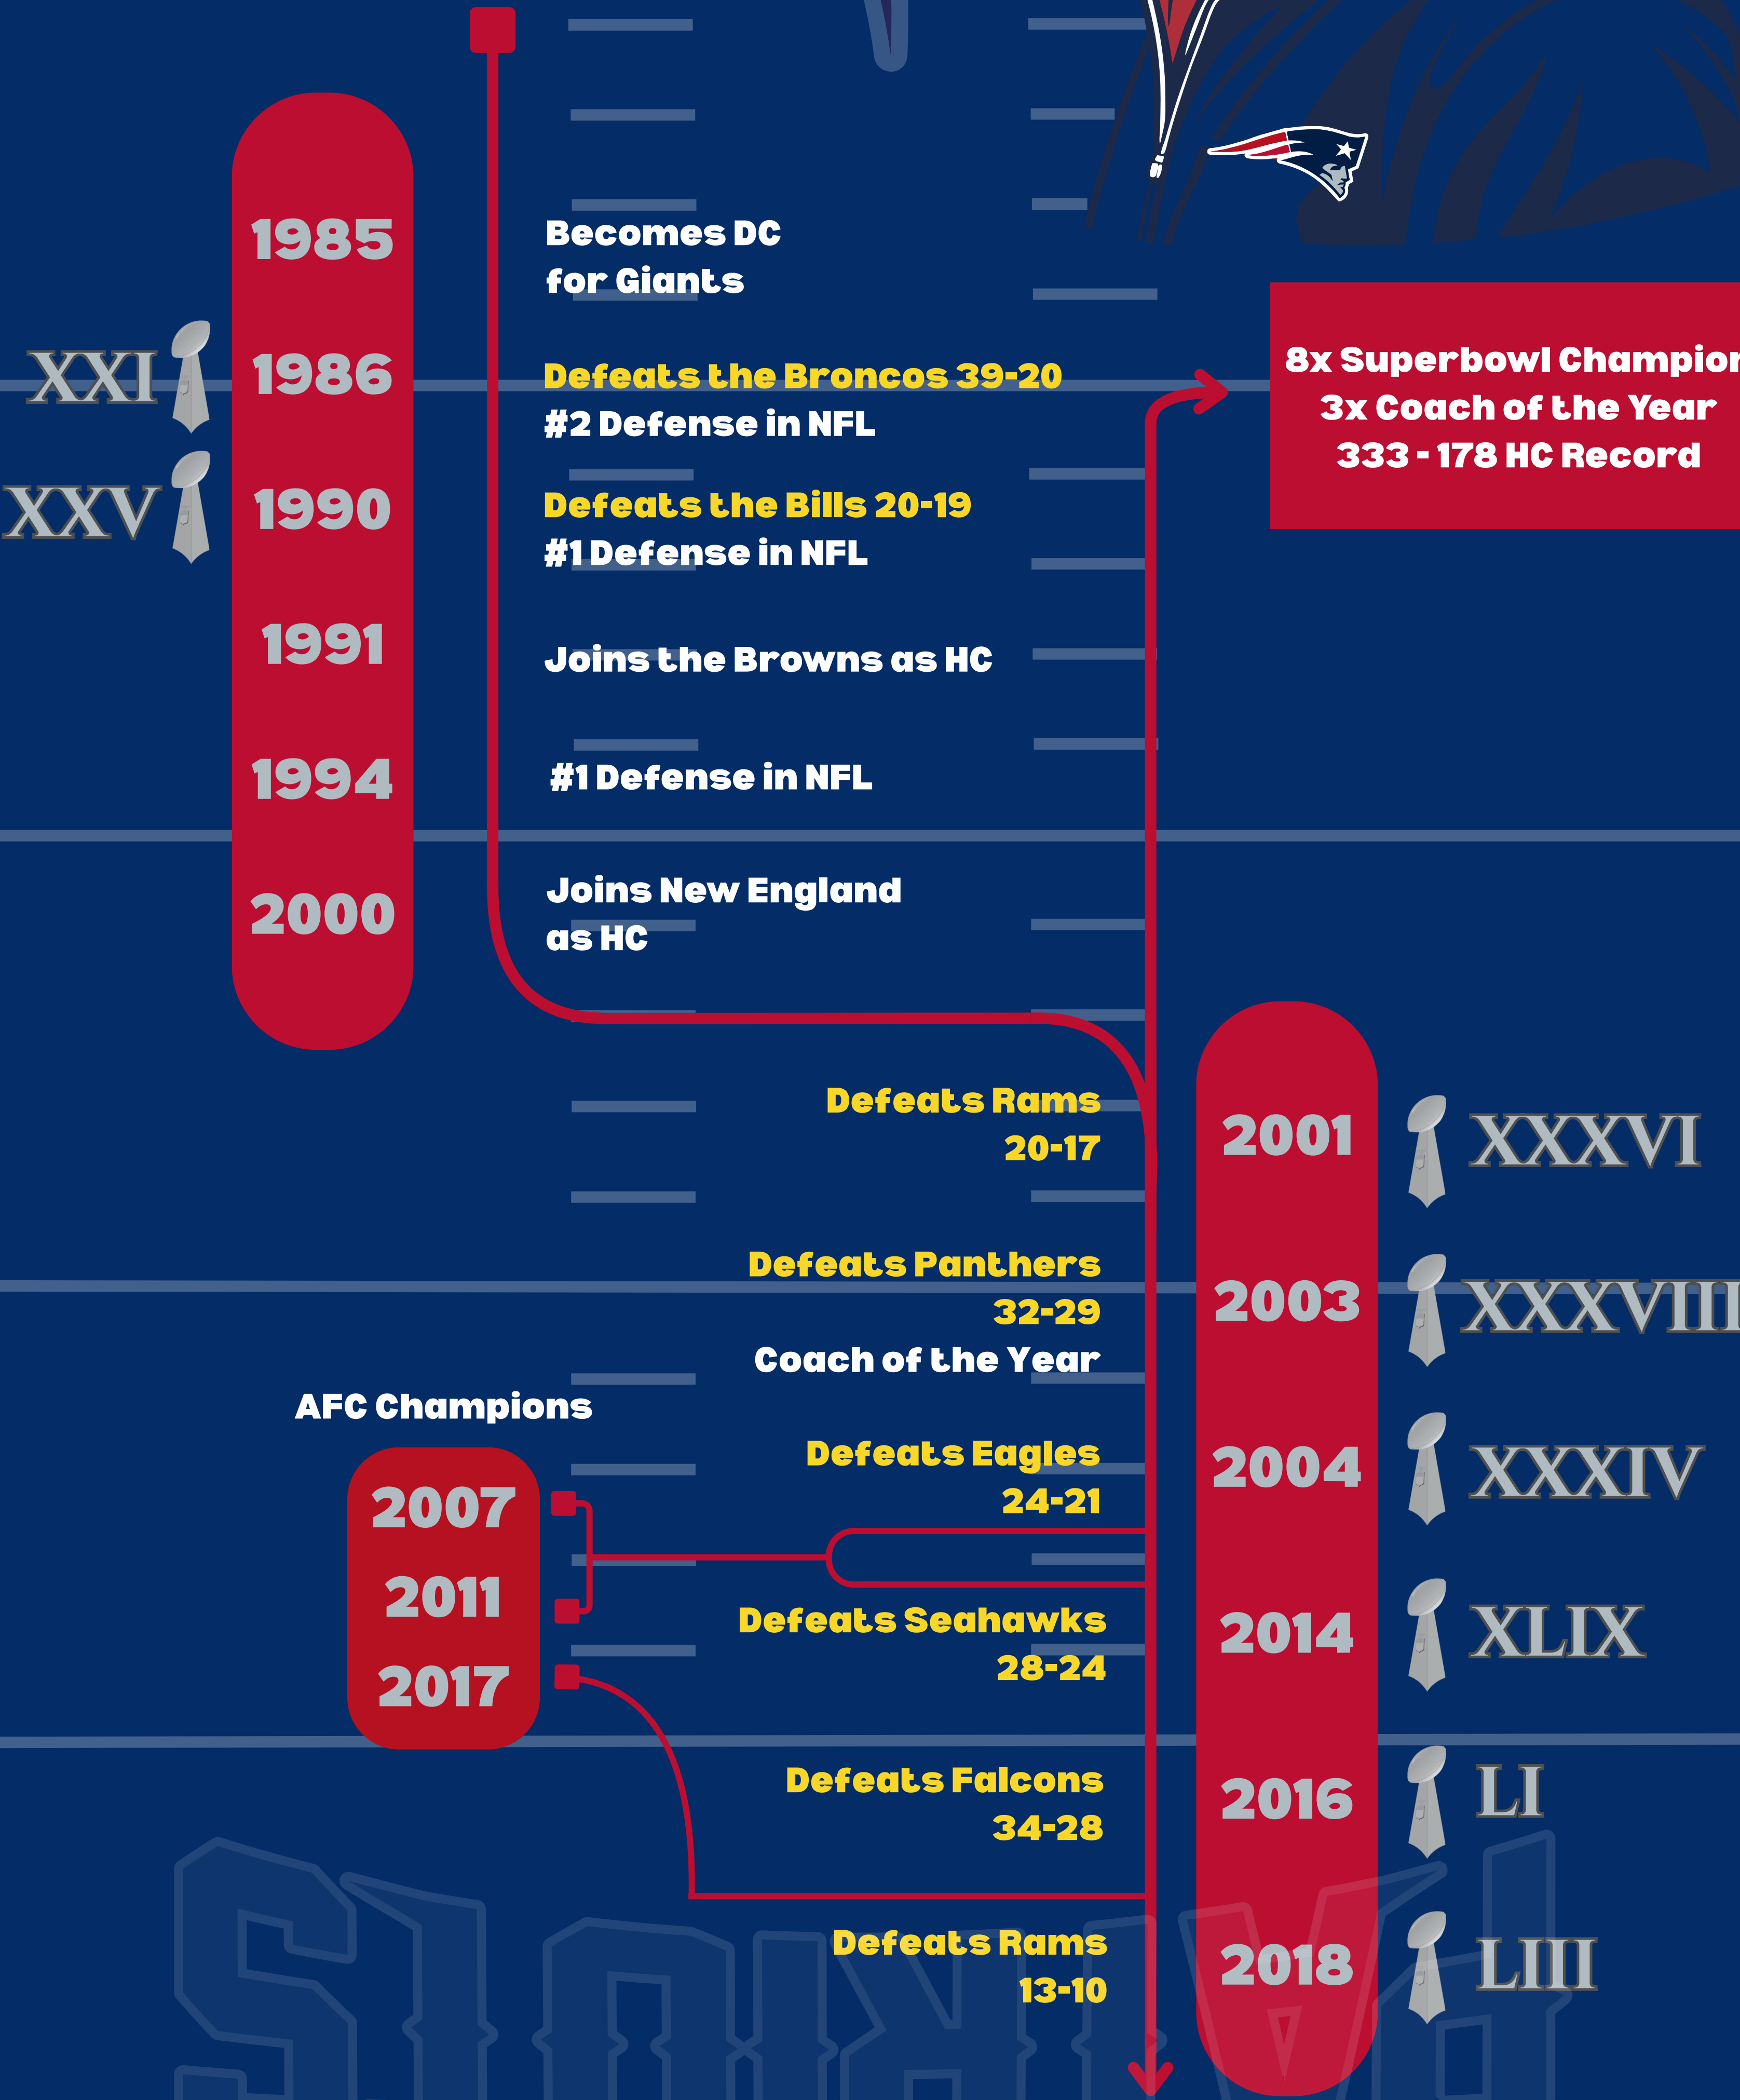 1985
Becomes DC
for Giants
XXI
1986
Defeats the Broncos 39-20
#2 Defense in NFL
8x Superbowl Champion
3x Coach of the Year
333 - 178 HC Record
XXV
1990
Defeats the Bills 20-19
#1 Defense in NFL
1991
Joins the Browns as HC
1994
#1 Defense in NFL
2000
Joins New England
as HC
Defeats Rams
20-17
2001
XXXVI
Defeats Panthers
32-29
Coach of the Year
2003
XXXVIII
Defeats Eagles
24-21
2004
XXXIV
AFC Champions
2007
2011
2017
Defeats Seahawks
28-24
2014
XLIX
Defeats Falcons
34-28
2016
LI
Defeats Rams
13-10
2018
LIII